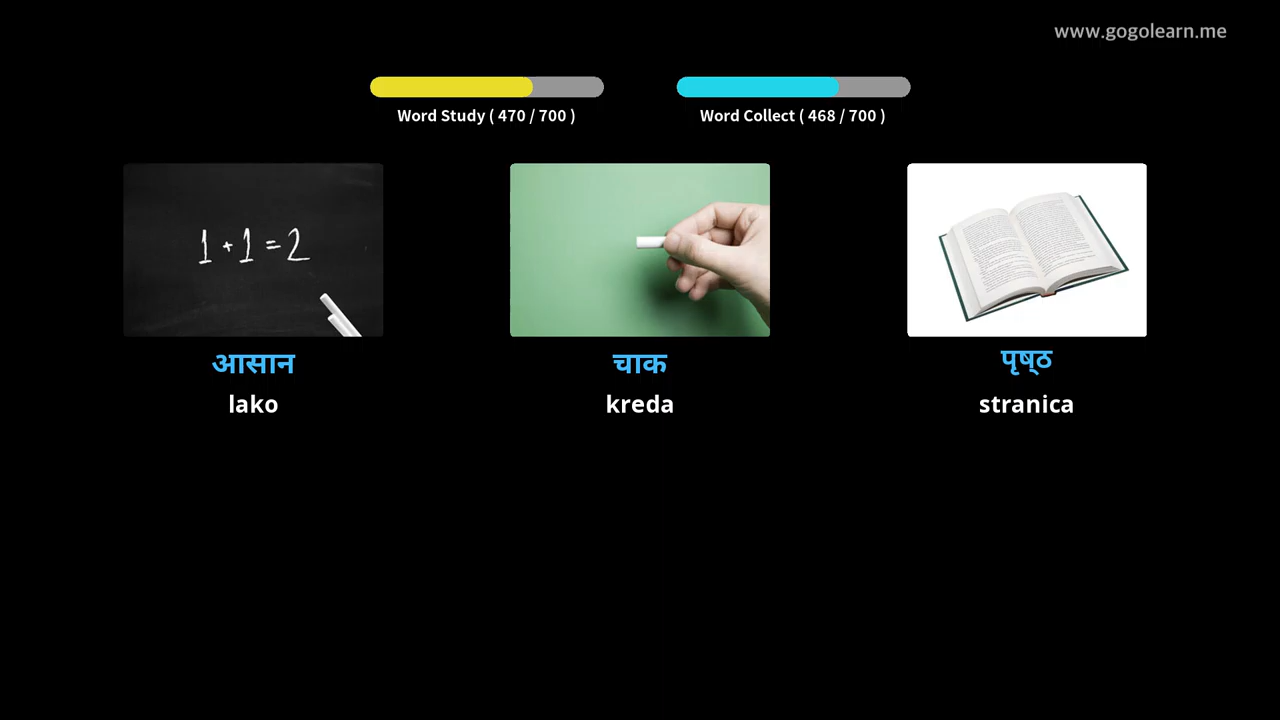 www.gogolearn.me
Word Study ( 470 / 700 )
Word Collect ( 468 / 700 )
1 + 1 = 2
आसान
चाक
पृष्ठ
lako
kreda
stranica